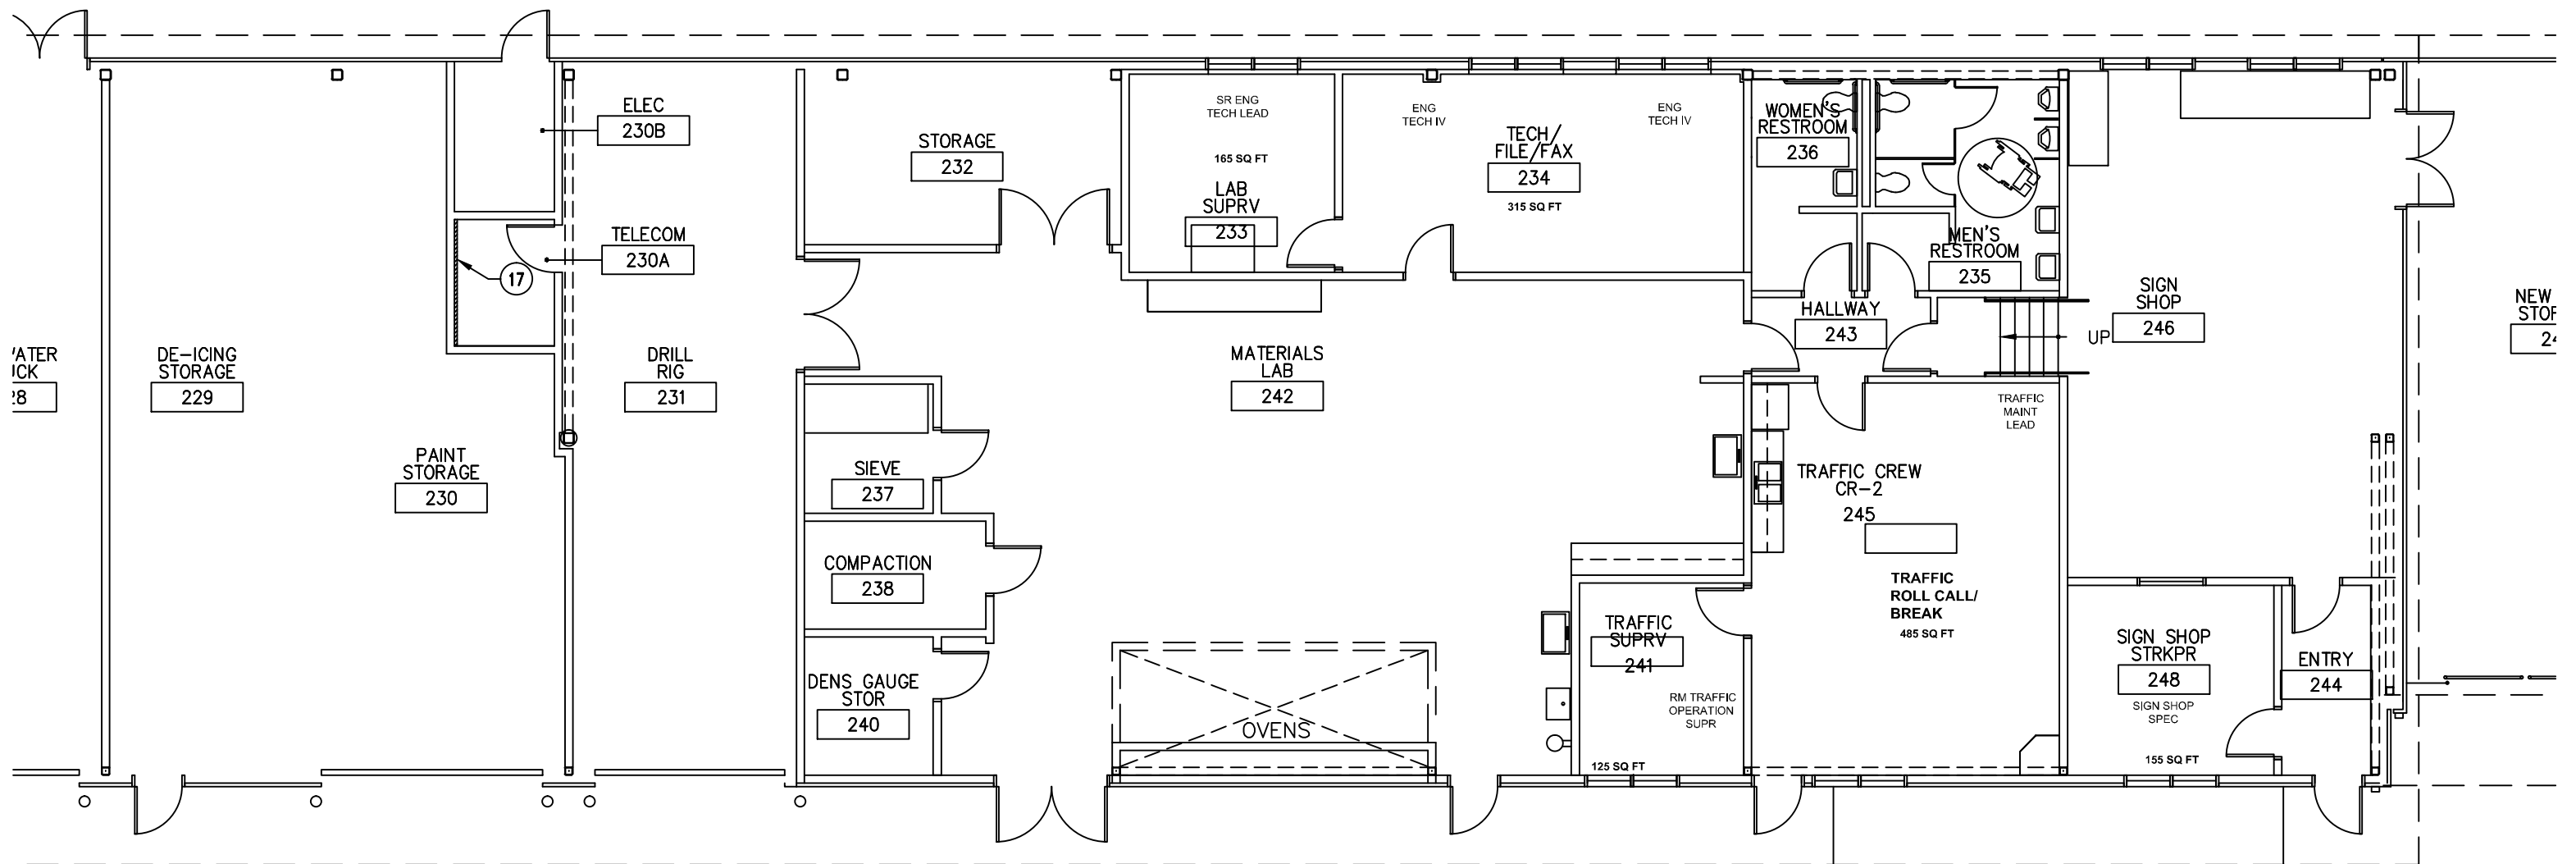 ELEC
230B
TELECOM
230A
17
DE-ICING
STORAGE
229
PAINT
STORAGE
230
DRILL
RIG
231
STORAGE
232
SR ENG
TECH LEAD
165 SQ FT
LAB
SUPRV
233
ENG
TECH IV
TECH/
FILE/FAX
234
315 SQ FT
ENG
TECH IV
WOMEN'S
RESTROOM
236
MEN'S
RESTROOM
235
HALLWAY
243
UP
SIGN
SHOP
246
NEW
MATERIALS
LAB
242
SIEVE
237
COMPACTION
238
DENS GAUGE
STOR
240
OVENS
TRAFFIC
MAINT
LEAD
TRAFFIC CREW
CR-2
245
TRAFFIC
ROLL CALL/
BREAK
485 SQ FT
TRAFFIC
SUPRV
241
RM TRAFFIC
OPERATION
SUPR
125 SQ FT
SIGN SHOP
STRKPR
248
SIGN SHOP
SPEC
155 SQ FT
ENTRY
244